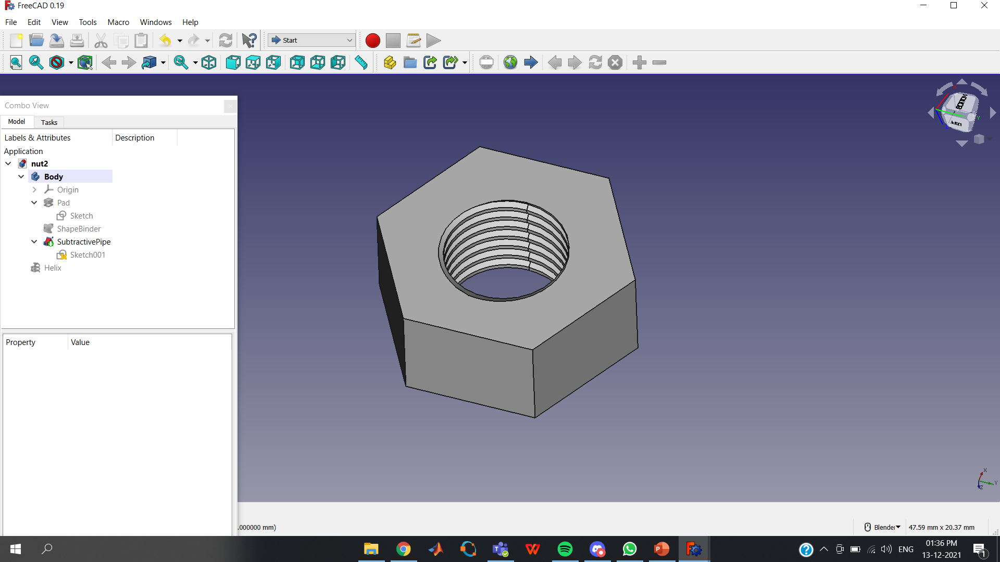 FreeCAD 0.19
File Edit View Tools Macro Windows Help
Start
Combo View
Model Tasks
Labels & Attributes Description
Application
nut2
Body
Origin
Pad
Sketch
ShapeBinder
SubtractivePipe
Sketch001
Helix
Property Value
BOTTOM
Y
Z
X
Y
Z
.000000 mm)
Blender
47.59 mm x 20.37 mm
ENG
01:36 PM
13-12-2021
1